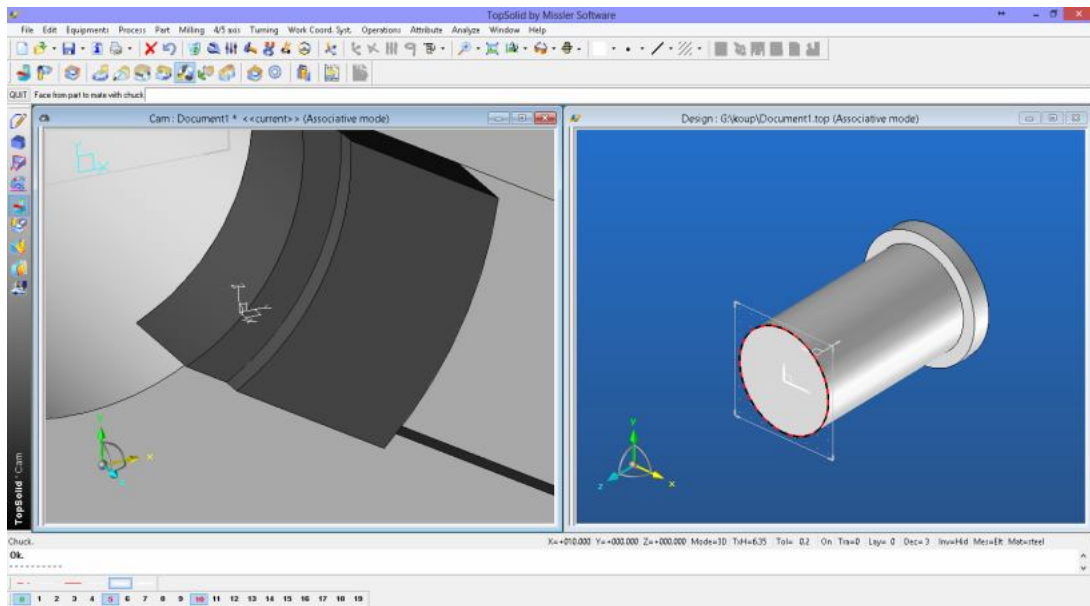 TopSolid by Missler Software
File Edit Equipments Process Part Milling 4/5 axis Turning Work Coord. Syst. Operations Attribute Analyze Window Help
QUIT Face from part to mate with chuck
Cam : Document1 * <<current>> (Associative mode)
Design : G:\koup\Document1.top (Associative mode)
Y
X
y
z
x
TopSolid'Cam
Chuck.
X=+010.000 Y=+000.000 Z=+000.000 Mode=3D TxH=6.35 Tol= 0.2 On Tra=0 Lay= 0 Dec= 3 Inv=Hid Mes=Elt Mat=steel
Ok.
0 1 2 3 4 5 6 7 8 9 10 11 12 13 14 15 16 17 18 19